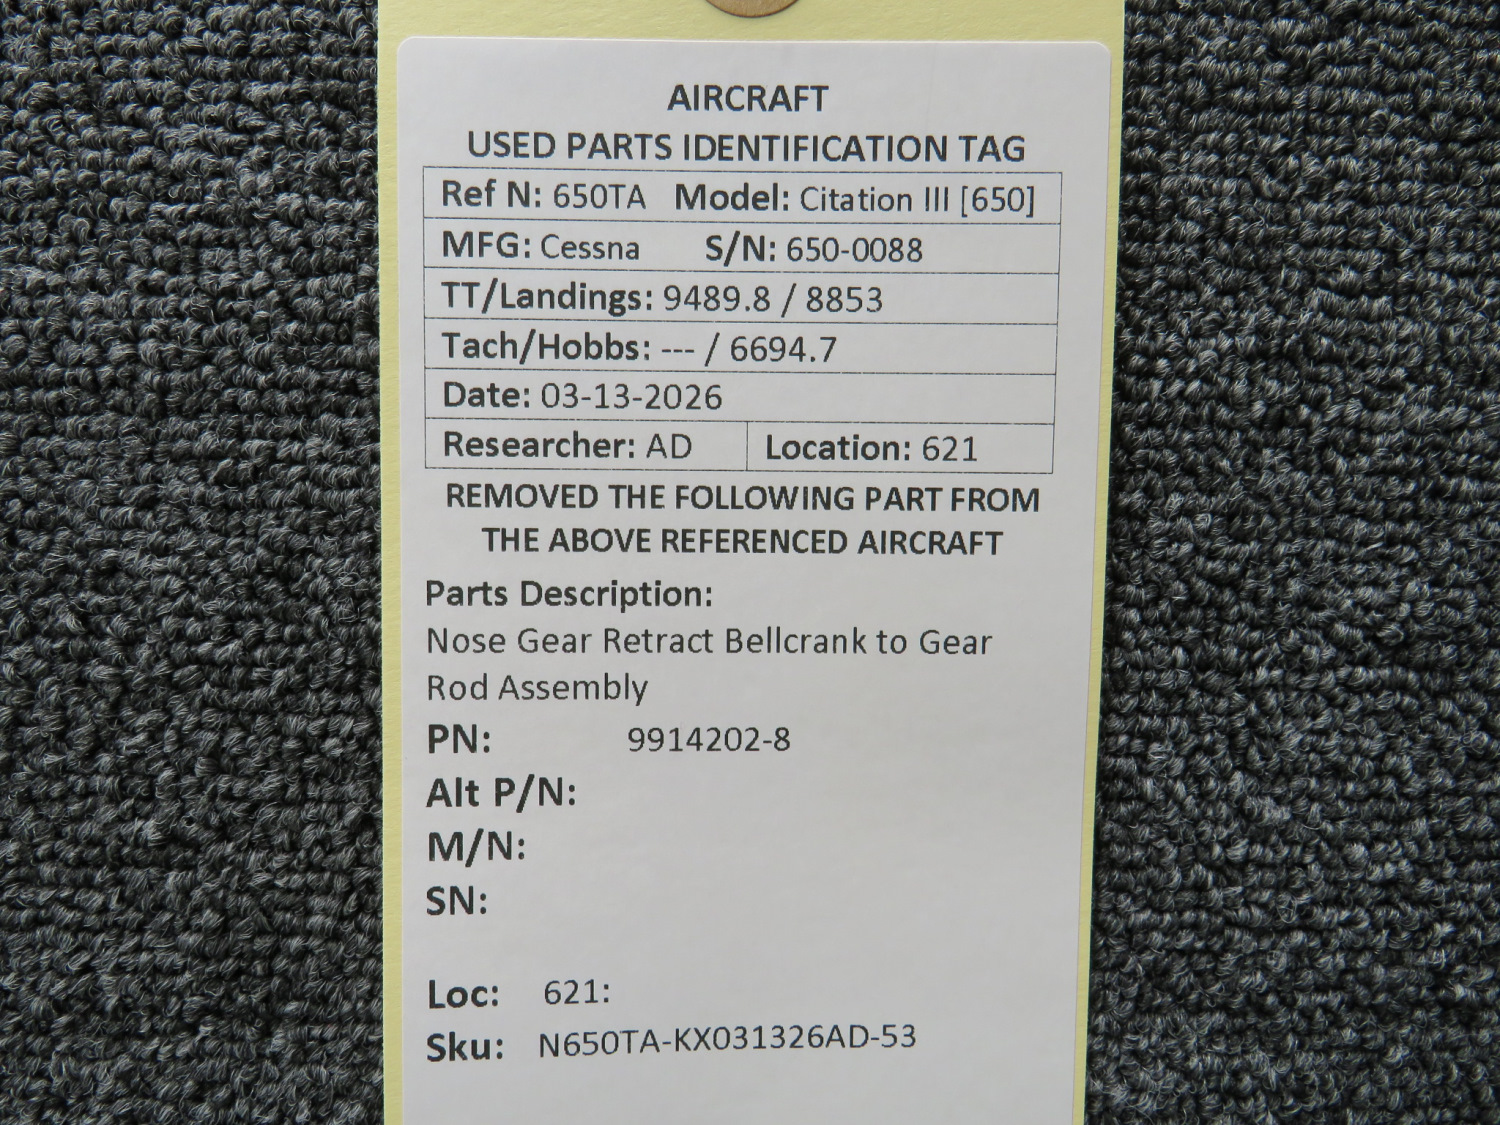 AIRCRAFT
USED PARTS IDENTIFICATION TAG
Ref N: 650TA Model: Citation III [650]
MFG: Cessna S/N: 650-0088
TT/Landings: 9489.8 / 8853
Tach/Hobbs: --- / 6694.7
Date: 03-13-2026
Researcher: AD Location: 621
REMOVED THE FOLLOWING PART FROM
THE ABOVE REFERENCED AIRCRAFT
Parts Description:
Nose Gear Retract Bellcrank to Gear
Rod Assembly
PN: 9914202-8
Alt P/N:
M/N:
SN:
Loc: 621:
Sku: N650TA-KX031326AD-53